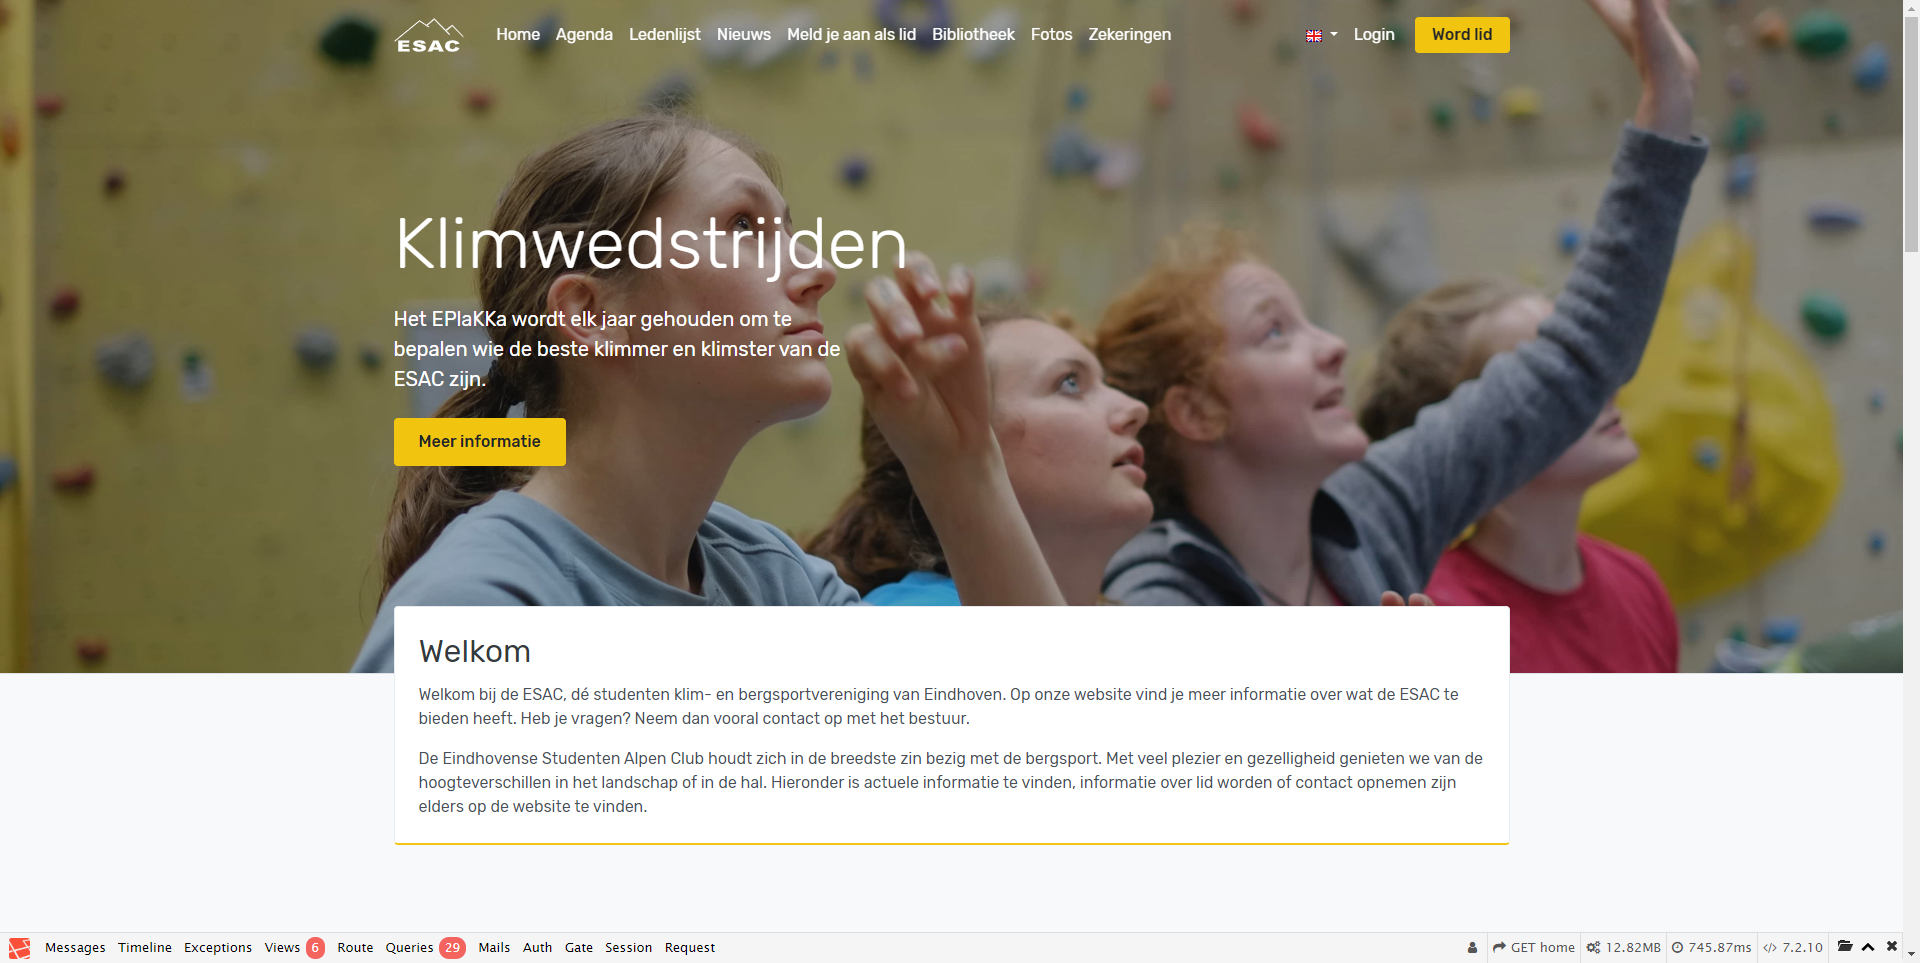 ESAC
Home Agenda Ledenlijst Nieuws Meld je aan als lid Bibliotheek Fotos Zekeringen Login Word lid
Klimwedstrijden
Het EPlaKKa wordt elk jaar gehouden om te
bepalen wie de beste klimmer en klimster van de
ESAC zijn.
Meer informatie
Welkom
Welkom bij de ESAC, dé studenten klim- en bergsportvereniging van Eindhoven. Op onze website vind je meer informatie over wat de ESAC te
bieden heeft. Heb je vragen? Neem dan vooral contact op met het bestuur.
De Eindhovense Studenten Alpen Club houdt zich in de breedste zin bezig met de bergsport. Met veel plezier en gezelligheid genieten we van de
hoogteverschillen in het landschap of in de hal. Hieronder is actuele informatie te vinden, informatie over lid worden of contact opnemen zijn
elders op de website te vinden.
Messages Timeline Exceptions Views 6 Route Queries 29 Mails Auth Gate Session Request GET home 12.82MB 745.87ms 7.2.10